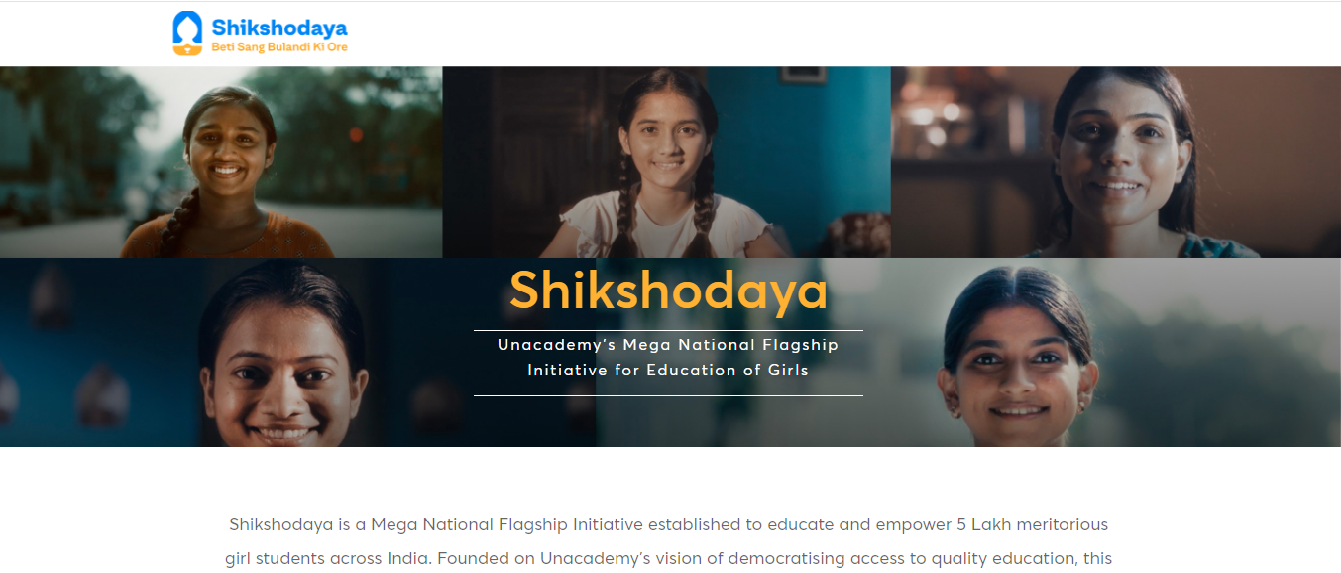 Shikshodaya
Beti Sang Bulandi Ki Ore
Shikshodaya
Unacademy's Mega National Flagship
Initiative for Education of Girls
Shikshodaya is a Mega National Flagship Initiative established to educate and empower 5 Lakh meritorious
girl students across India. Founded on Unacademy's vision of democratising access to quality education, this